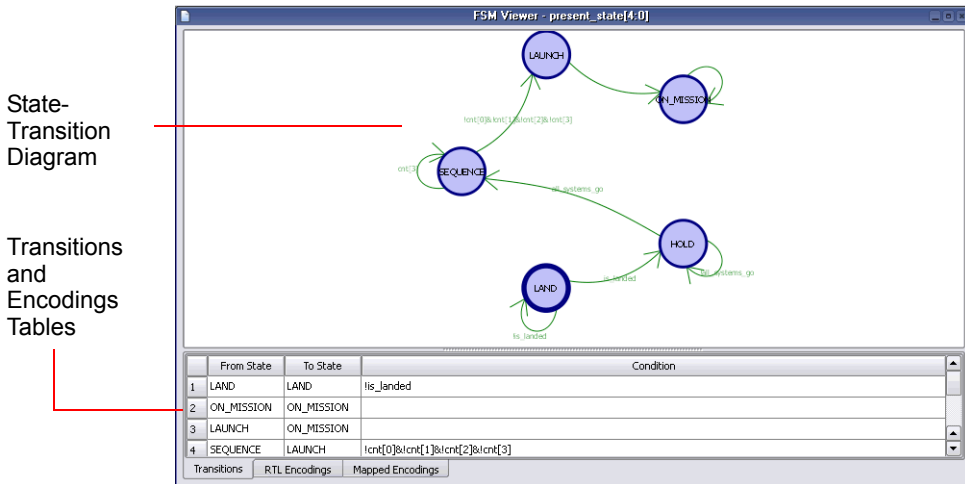 FSM Viewer - present_state[4:0]
State-
Transition
Diagram
Transitions
and
Encodings
Tables
LAUNCH
ON_MISSION
!cnt[0]&!cnt[1]&!cnt[2]&!cnt[3]
cnt[3]
SEQUENCE
all_systems_go
HOLD
is_landed
!all_systems_go
LAND
!is_landed
From State To State Condition
1 LAND LAND !is_landed
2 ON_MISSION ON_MISSION
3 LAUNCH ON_MISSION
4 SEQUENCE LAUNCH !cnt[0]&!cnt[1]&!cnt[2]&!cnt[3]
Transitions RTL Encodings Mapped Encodings